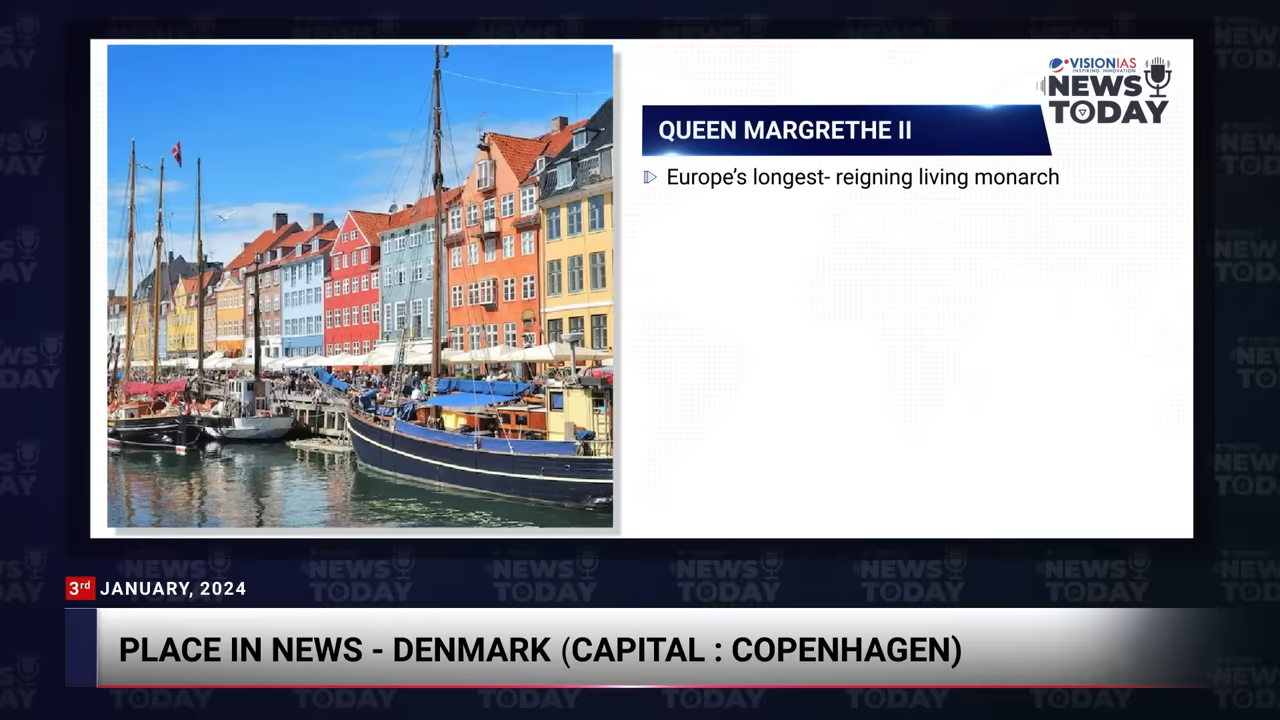 VISIONIAS
INSPIRING INNOVATION
NEWS
TODAY
QUEEN MARGRETHE II
Europe’s longest- reigning living monarch
3rd JANUARY, 2024
PLACE IN NEWS - DENMARK (CAPITAL : COPENHAGEN)